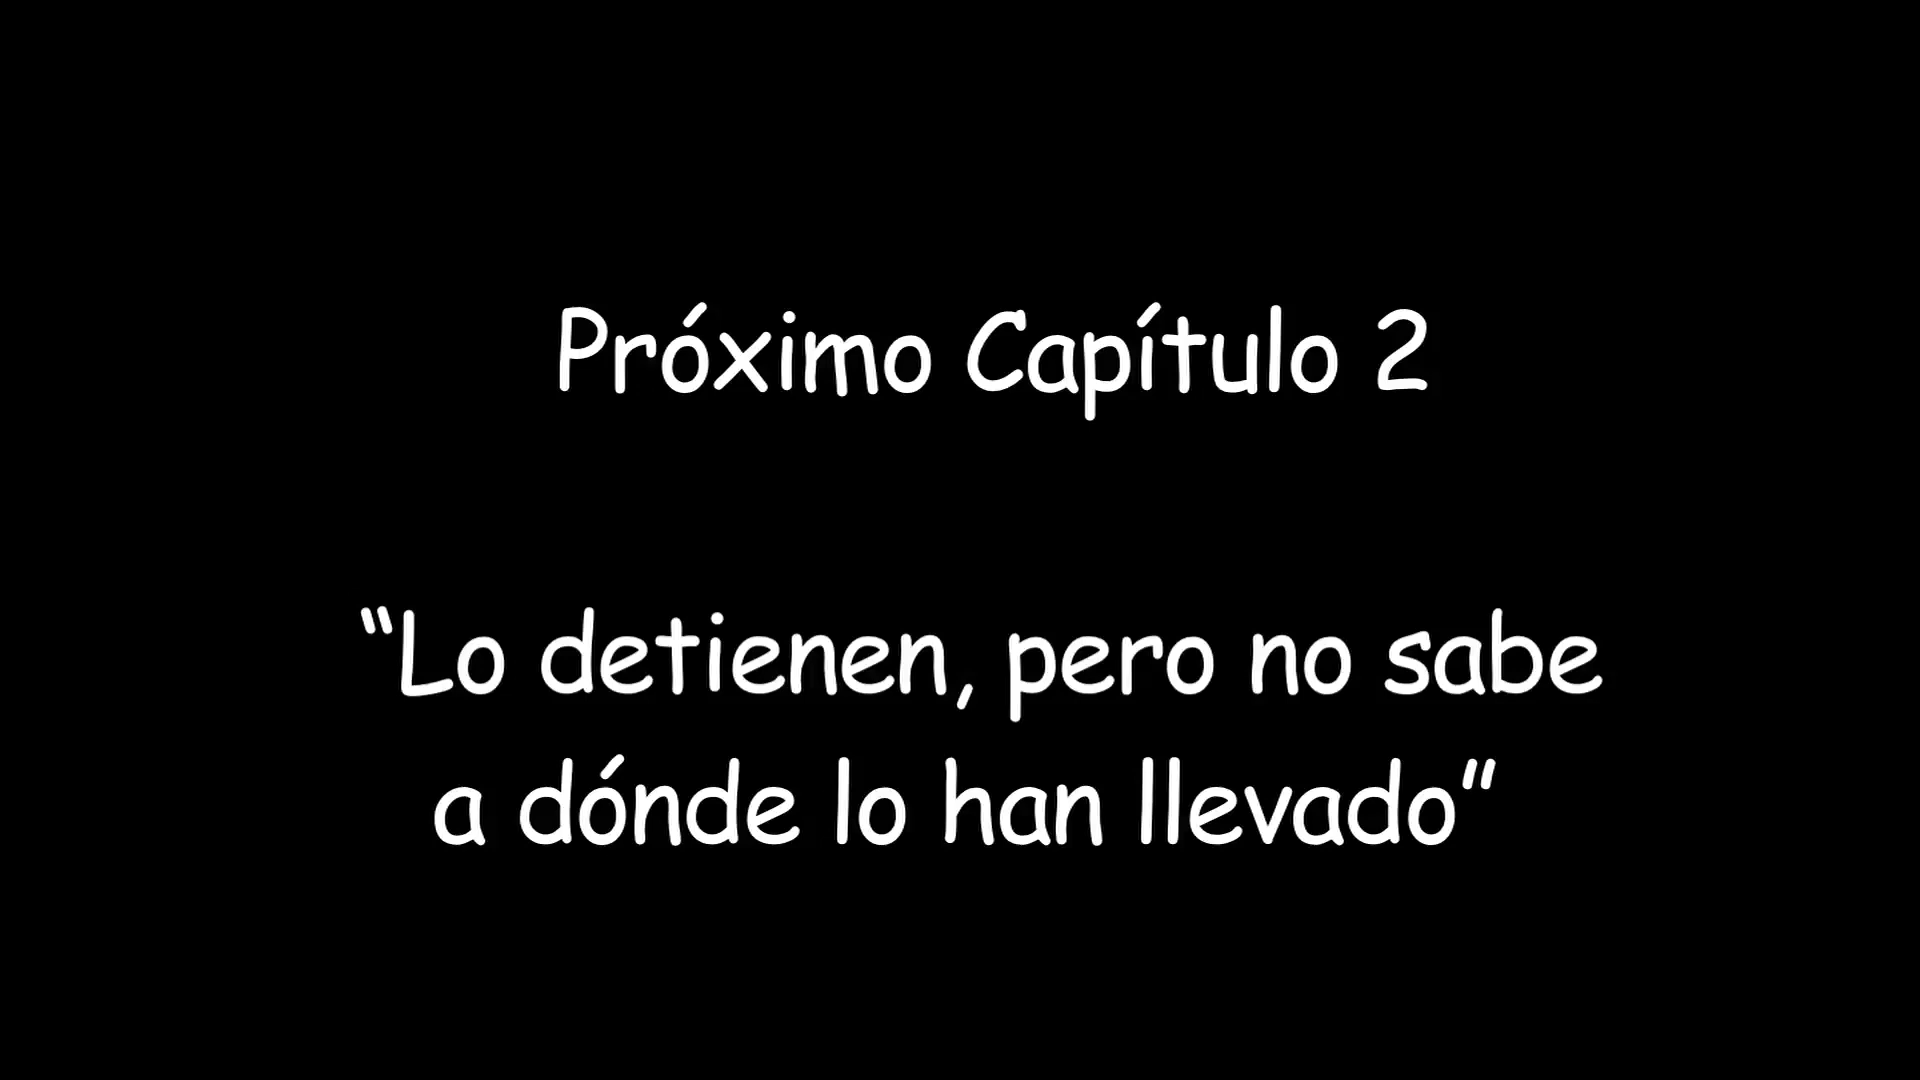 Próximo Capítulo 2
“Lo detienen, pero no sabe
a dónde lo han llevado”